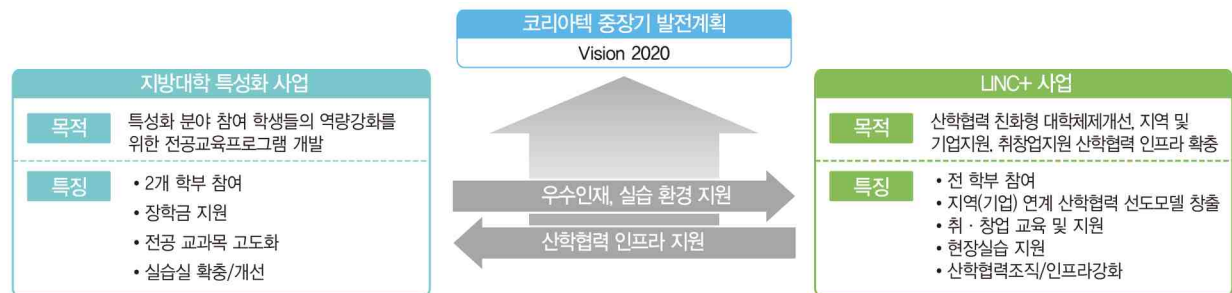 코리아텍 중장기 발전계획
Vision 2020
지방대학 특성화 사업
목적
특성화 분야 참여 학생들의 역량강화를
위한 전공교육프로그램 개발
특징
• 2개 학부 참여
• 장학금 지원
• 전공 교과목 고도화
• 실습실 확충/개선
우수인재, 실습 환경 지원
산학협력 인프라 지원
LINC+ 사업
목적
산학협력 친화형 대학체제개선, 지역 및
기업지원, 취창업지원 산학협력 인프라 확충
특징
• 전 학부 참여
• 지역(기업) 연계 산학협력 선도모델 창출
• 취 · 창업 교육 및 지원
• 현장실습 지원
• 산학협력조직/인프라강화